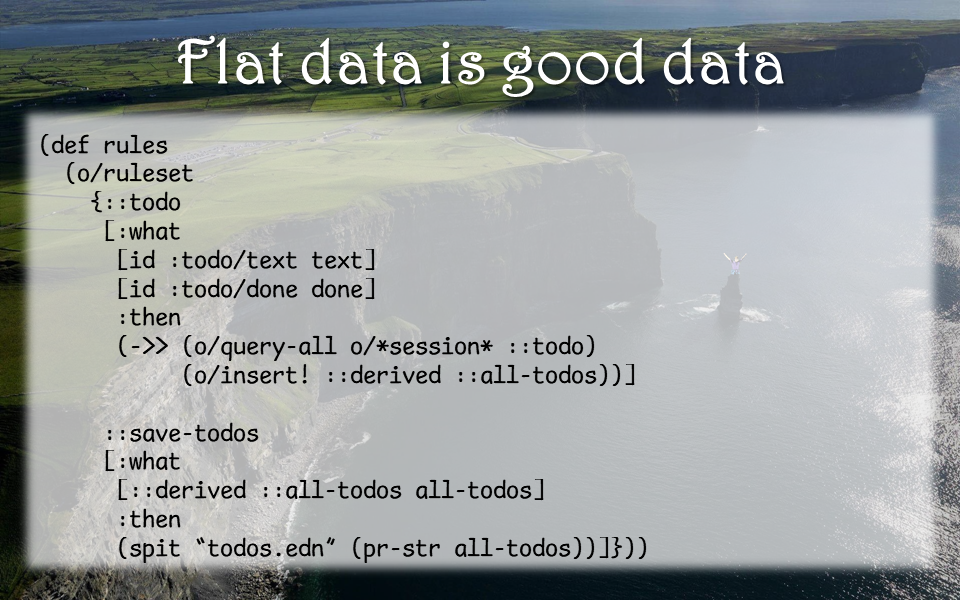 Flat data is good data
(def rules
  (o/ruleset
    {::todo
     [:what
      [id :todo/text text]
      [id :todo/done done]
      :then
      (->> (o/query-all o/*session* ::todo)
           (o/insert! ::derived ::all-todos))]

     ::save-todos
     [:what
      [::derived ::all-todos all-todos]
      :then
      (spit “todos.edn” (pr-str all-todos))]}))